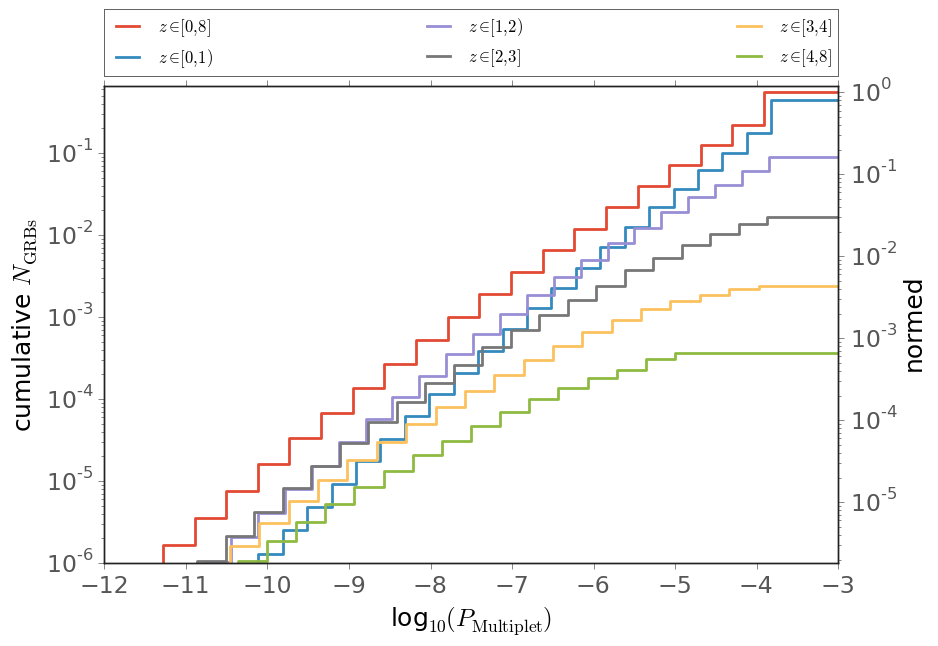 z∈[0,8] z∈[1,2) z∈[3,4]
z∈[0,1) z∈[2,3] z∈[4,8]
10^0
10^-1 10^-1
10^-2 10^-2
10^-3 10^-3
10^-4 10^-4
10^-5 10^-5
10^-6
cumulative N_GRBs
normed
−12 −11 −10 −9 −8 −7 −6 −5 −4 −3
log_10(P_Multiplet)